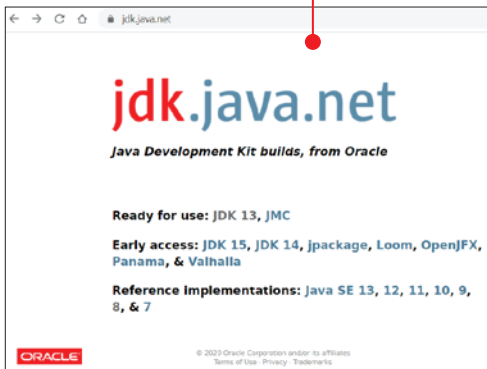 jdk.java.net
jdk.java.net
Java Development Kit builds, from Oracle
Ready for use: JDK 13, JMC
Early access: JDK 15, JDK 14, jpackage, Loom, OpenJFX,
Panama, & Valhalla
Reference implementations: Java SE 13, 12, 11, 10, 9,
8, & 7
ORACLE
© 2020 Oracle Corporation and/or its affiliates
Terms of Use · Privacy · Trademarks